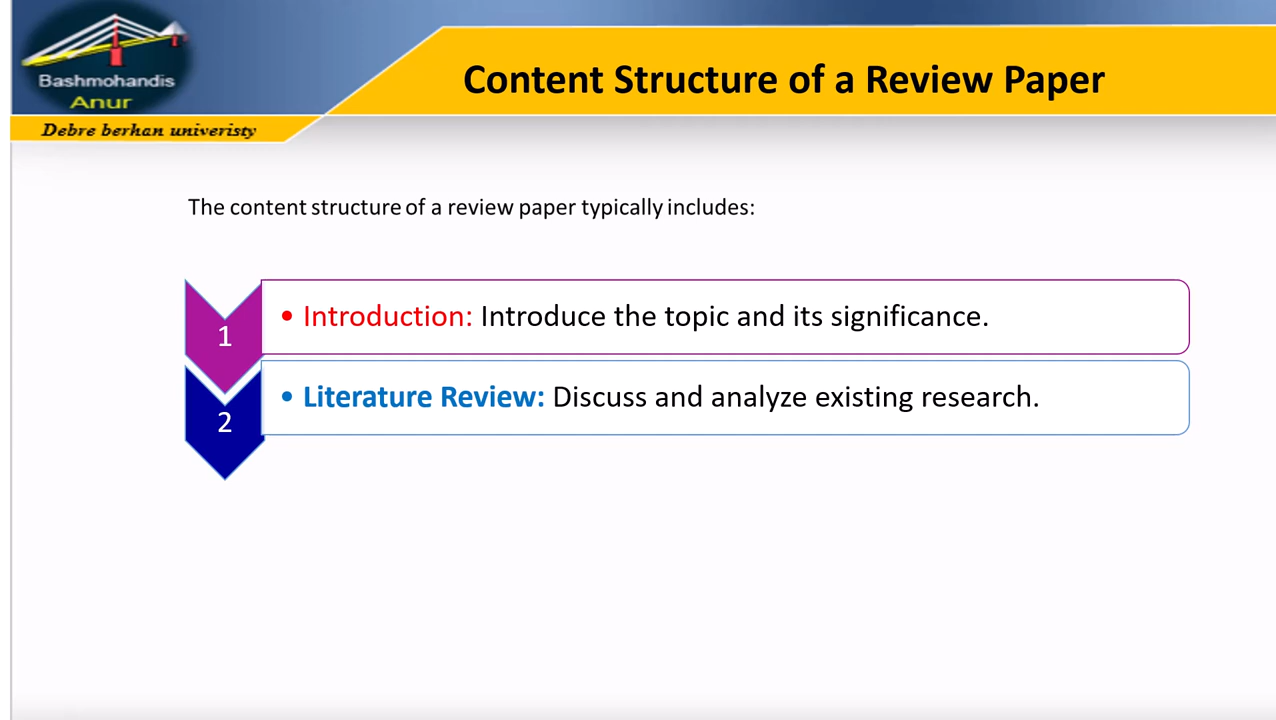 Bashmohandis
Anur
Debre berhan univeristy
Content Structure of a Review Paper
The content structure of a review paper typically includes:
1
• Introduction: Introduce the topic and its significance.
2
• Literature Review: Discuss and analyze existing research.